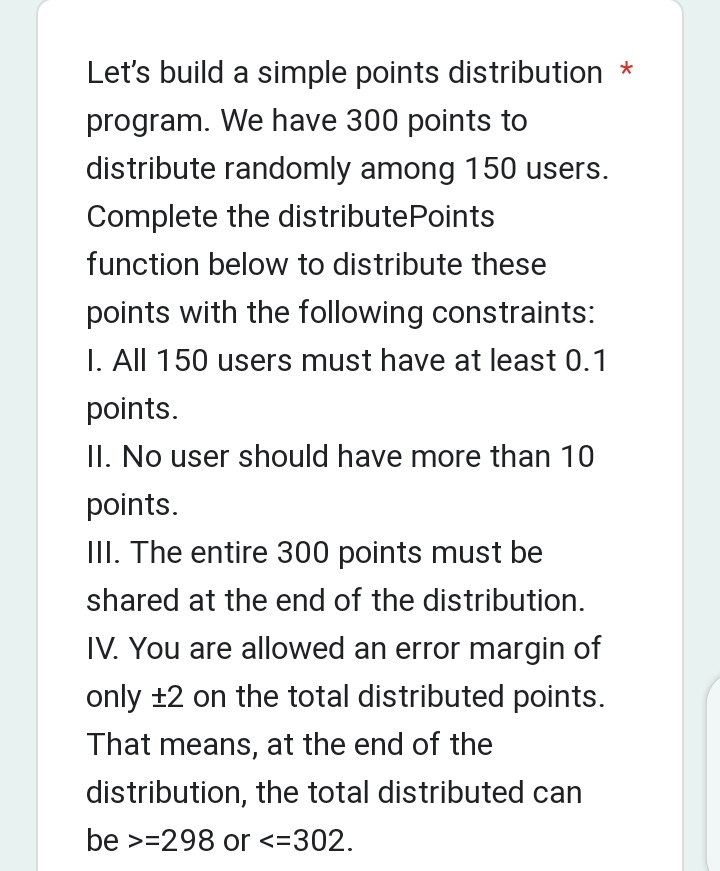 Let’s build a simple points distribution *
program. We have 300 points to
distribute randomly among 150 users.
Complete the distributePoints
function below to distribute these
points with the following constraints:
I. All 150 users must have at least 0.1
points.
II. No user should have more than 10
points.
III. The entire 300 points must be
shared at the end of the distribution.
IV. You are allowed an error margin of
only ±2 on the total distributed points.
That means, at the end of the
distribution, the total distributed can
be >=298 or <=302.